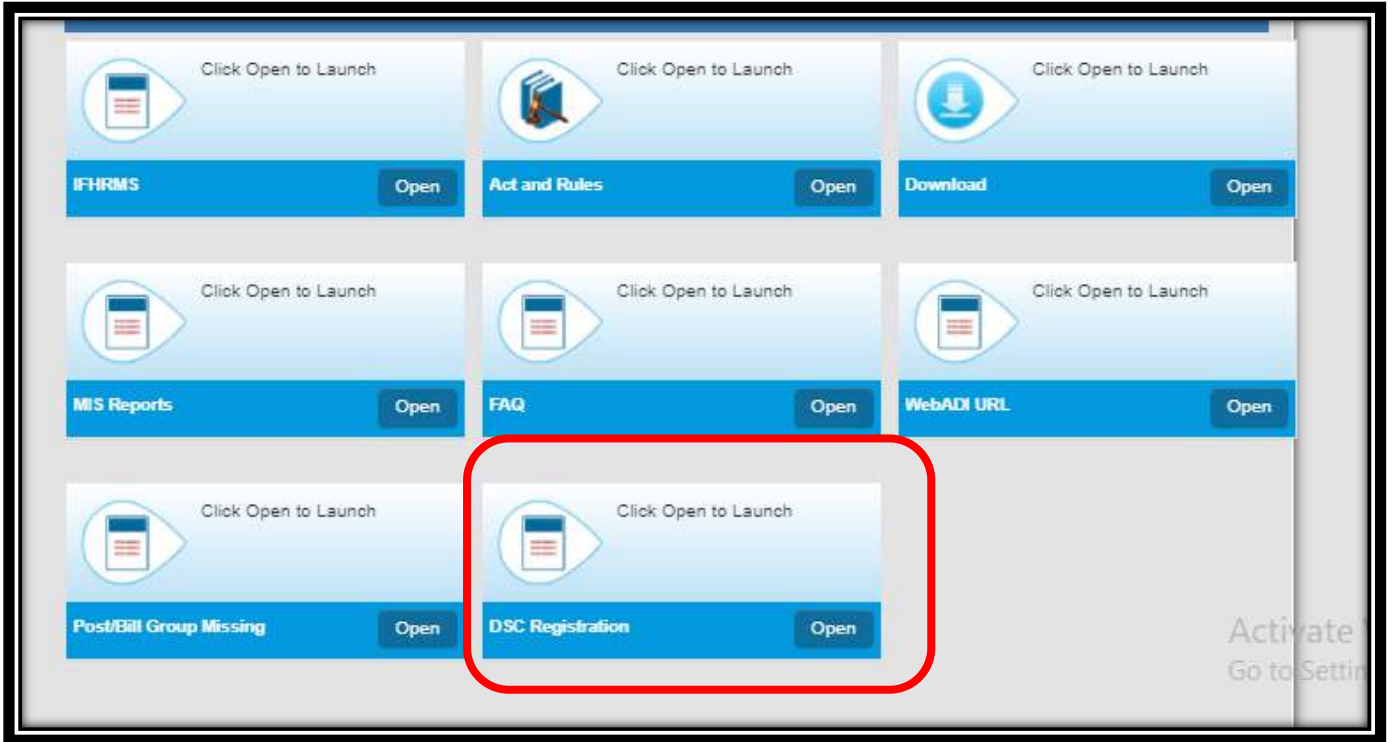 Click Open to Launch
Click Open to Launch
Click Open to Launch
IFHRMS
Open
Act and Rules
Open
Download
Open
Click Open to Launch
Click Open to Launch
Click Open to Launch
MIS Reports
Open
FAQ
Open
WebADI URL
Open
Click Open to Launch
Click Open to Launch
Post/Bill Group Missing
Open
DSC Registration
Open
Activate
Go to Settin